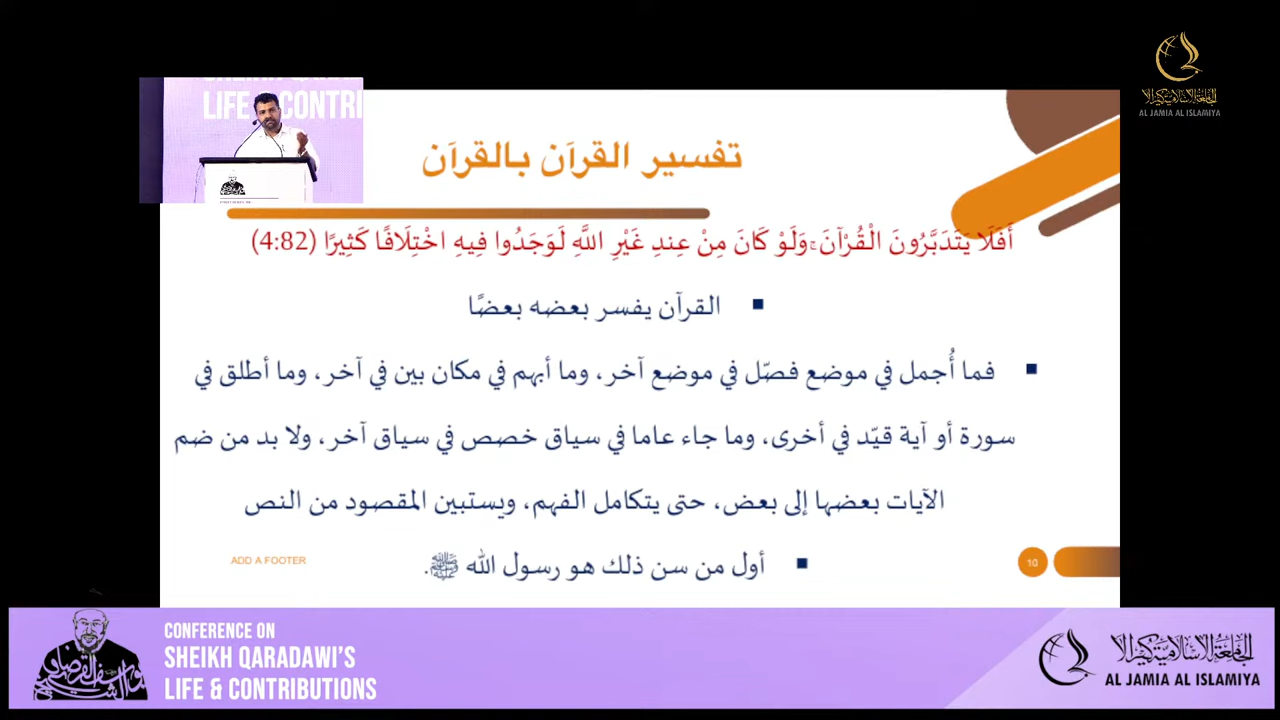 AL JAMIA AL ISLAMIYA
LIFE & CONTRI
تفسير القرآن بالقرآن
أَفَلَا يَتَدَبَّرُونَ الْقُرْآنَ ۚ وَلَوْ كَانَ مِنْ عِندِ غَيْرِ اللَّهِ لَوَجَدُوا فِيهِ اخْتِلَافًا كَثِيرًا (4:82)
القرآن يفسر بعضه بعضًا
فما أُجمل في موضع فصّل في موضع آخر، وما أبهم في مكان بين في آخر، وما أطلق في
سورة أو آية قيّد في أخرى، وما جاء عاما في سياق خصص في سياق آخر، ولا بد من ضم
الآيات بعضها إلى بعض، حتى يتكامل الفهم، ويستبين المقصود من النص
أول من سن ذلك هو رسول الله ﷺ.
ADD A FOOTER
10
CONFERENCE ON
SHEIKH QARADAWI'S
LIFE & CONTRIBUTIONS
AL JAMIA AL ISLAMIYA